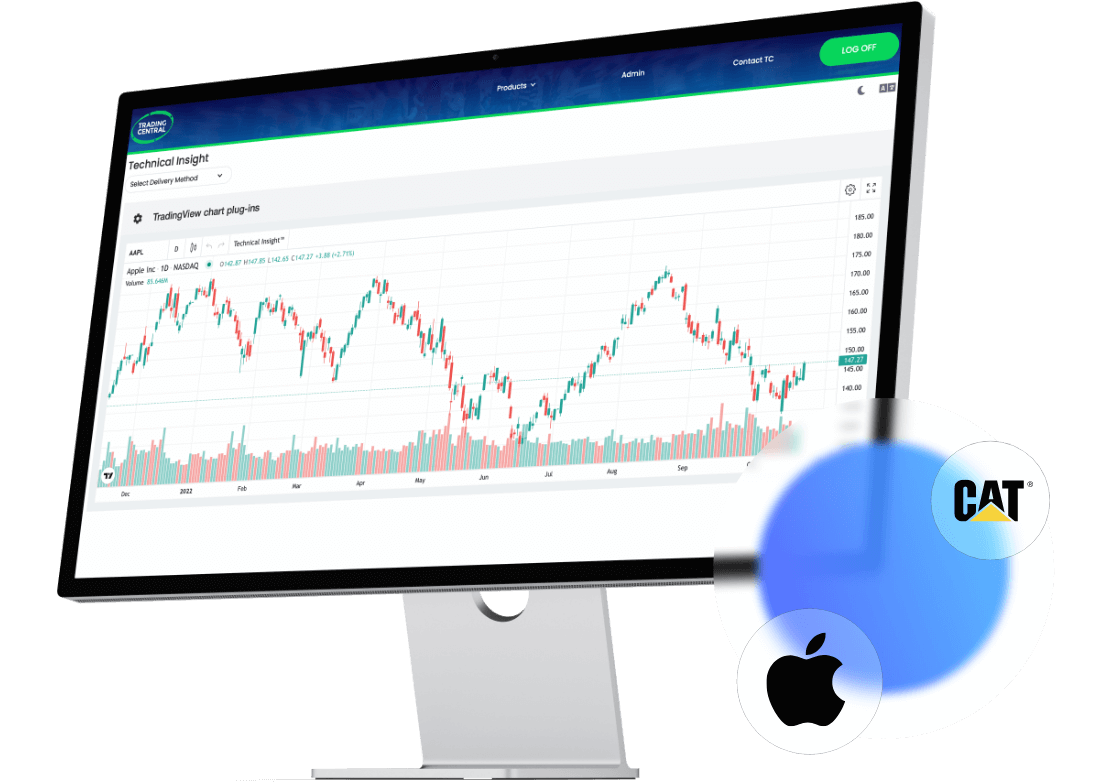 Products
Admin
Contact TC
LOG OFF
TRADING
CENTRAL
Technical Insight
Select Delivery Method
TradingView chart plug-ins
AAPL
D
Technical Insight™
Apple Inc 1D NASDAQ
O142.87 H147.85 L142.65 C147.27 +3.88 (+2.71%)
Volume 85.646M
185.00
180.00
175.00
170.00
165.00
160.00
155.00
150.00
147.27
145.00
140.00
Dec
2022
Feb
Mar
Apr
May
Jun
Jul
Aug
Sep
CAT®